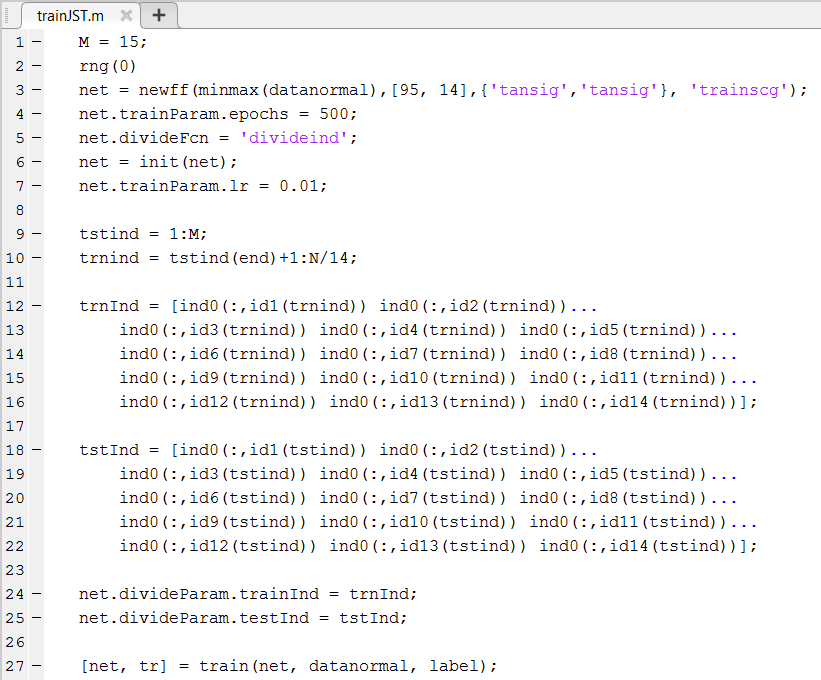 trainJST.m × +
1 – M = 15;
2 – rng(0)
3 – net = newff(minmax(datanormal),[95, 14],{'tansig','tansig'}, 'trainscg');
4 – net.trainParam.epochs = 500;
5 – net.divideFcn = 'divideind';
6 – net = init(net);
7 – net.trainParam.lr = 0.01;
8
9 – tstind = 1:M;
10 – trnind = tstind(end)+1:N/14;
11
12 – trnInd = [ind0(:,id1(trnind)) ind0(:,id2(trnind))...
13 ind0(:,id3(trnind)) ind0(:,id4(trnind)) ind0(:,id5(trnind))...
14 ind0(:,id6(trnind)) ind0(:,id7(trnind)) ind0(:,id8(trnind))...
15 ind0(:,id9(trnind)) ind0(:,id10(trnind)) ind0(:,id11(trnind))...
16 ind0(:,id12(trnind)) ind0(:,id13(trnind)) ind0(:,id14(trnind))];
17
18 – tstInd = [ind0(:,id1(tstind)) ind0(:,id2(tstind))...
19 ind0(:,id3(tstind)) ind0(:,id4(tstind)) ind0(:,id5(tstind))...
20 ind0(:,id6(tstind)) ind0(:,id7(tstind)) ind0(:,id8(tstind))...
21 ind0(:,id9(tstind)) ind0(:,id10(tstind)) ind0(:,id11(tstind))...
22 ind0(:,id12(tstind)) ind0(:,id13(tstind)) ind0(:,id14(tstind))];
23
24 – net.divideParam.trainInd = trnInd;
25 – net.divideParam.testInd = tstInd;
26
27 – [net, tr] = train(net, datanormal, label);